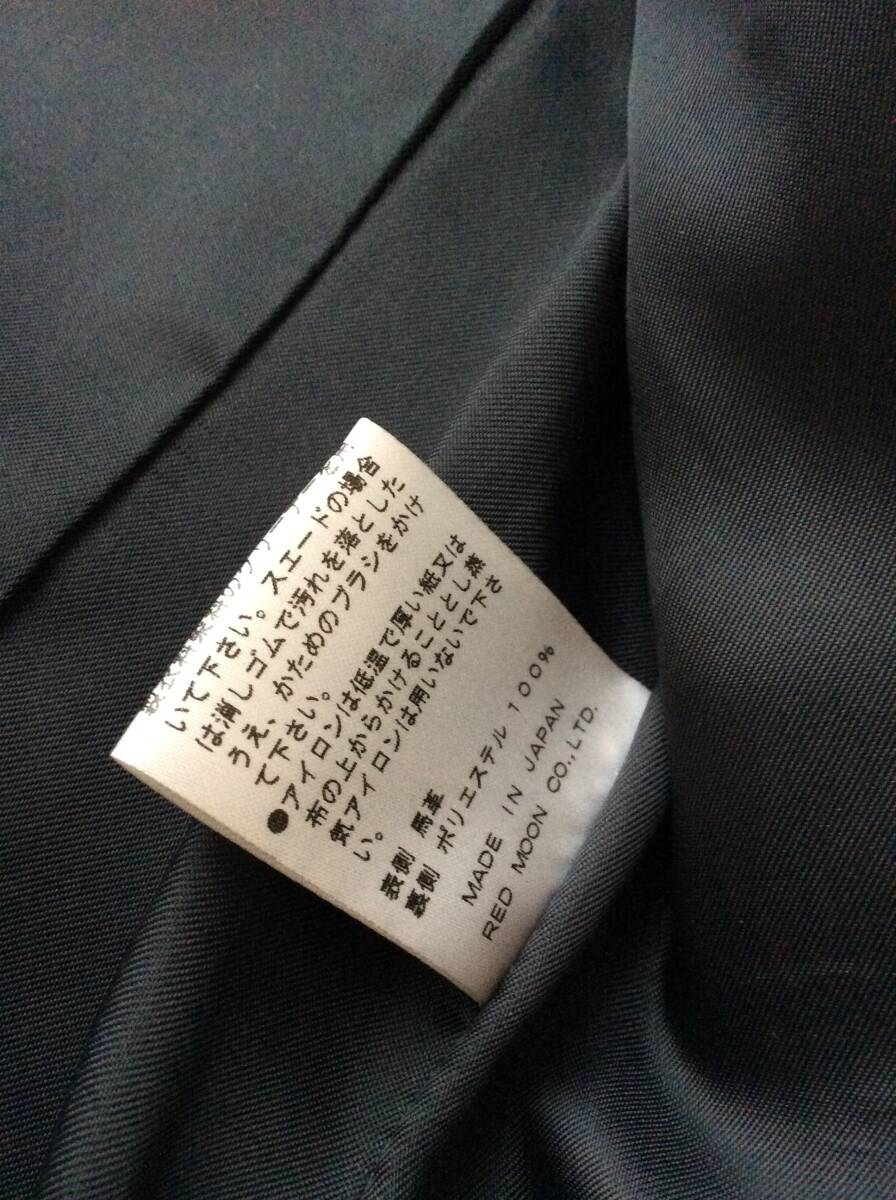 いて下さい。スエードの場合
は消しゴムで汚れを落とした
うえ、かためのブラシをかけ
て下さい。
●アイロンは低温で厚い紙又は
布の上からかけることとし蒸
気アイロンは用いないで下さ
い。
表側 馬革
裏側 ポリエステル 100%
MADE IN JAPAN
RED MOON CO.,LTD.